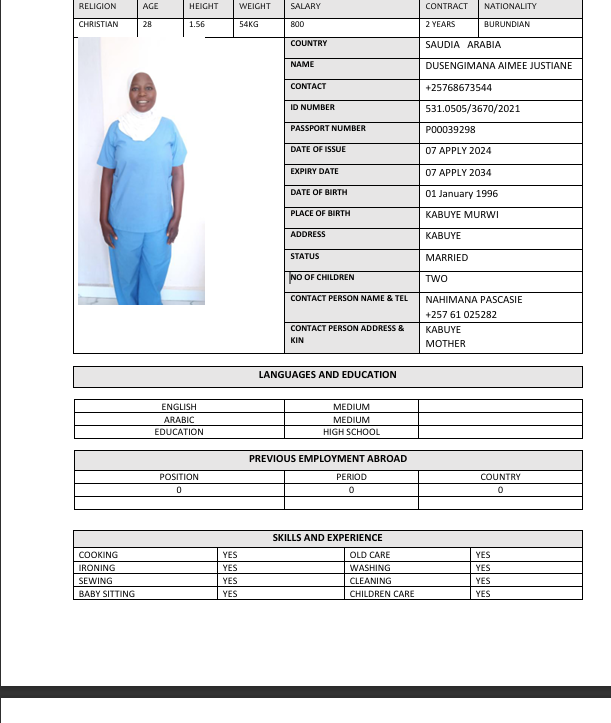 RELIGION AGE HEIGHT WEIGHT SALARY CONTRACT NATIONALITY
CHRISTIAN 28 1.56 54KG 800 2 YEARS BURUNDIAN
COUNTRY SAUDIA ARABIA
NAME DUSENGIMANA AIMEE JUSTIANE
CONTACT +25768673544
ID NUMBER 531.0505/3670/2021
PASSPORT NUMBER P00039298
DATE OF ISSUE 07 APPLY 2024
EXPIRY DATE 07 APPLY 2034
DATE OF BIRTH 01 January 1996
PLACE OF BIRTH KABUYE MURWI
ADDRESS KABUYE
STATUS MARRIED
NO OF CHILDREN TWO
CONTACT PERSON NAME & TEL NAHIMANA PASCASIE
+257 61 025282
CONTACT PERSON ADDRESS & KABUYE
KIN MOTHER
LANGUAGES AND EDUCATION
ENGLISH MEDIUM
ARABIC MEDIUM
EDUCATION HIGH SCHOOL
PREVIOUS EMPLOYMENT ABROAD
POSITION PERIOD COUNTRY
0 0 0
SKILLS AND EXPERIENCE
COOKING YES OLD CARE YES
IRONING YES WASHING YES
SEWING YES CLEANING YES
BABY SITTING YES CHILDREN CARE YES